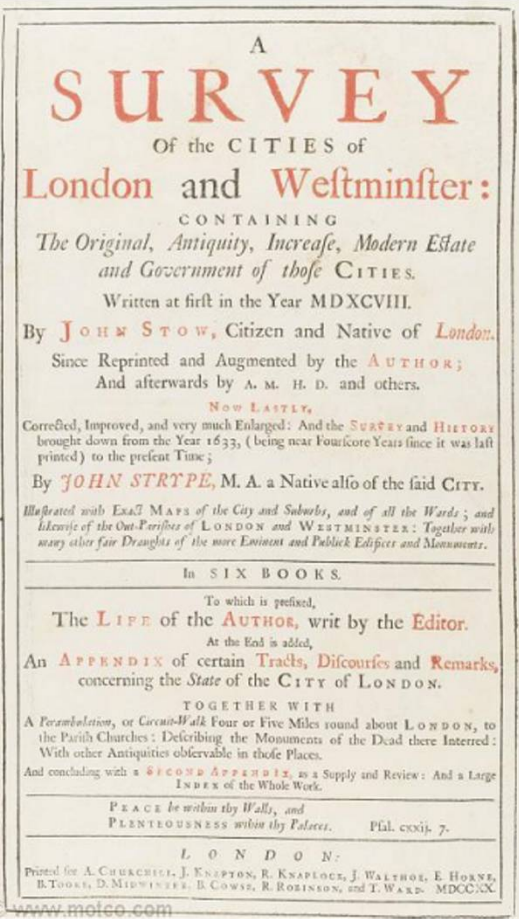 A
SURVEY
Of the CITIES of
London and Weſtminſter:
CONTAINING
The Original, Antiquity, Increaſe, Modern Eſtate
and Government of thoſe CITIES.
Written at firſt in the Year MDXCVIII.
By JOHN STOW, Citizen and Native of London.
Since Reprinted and Augmented by the AUTHOR;
And afterwards by A. M. H. D. and others.
NOW LASTLY,
Corrected, Improved, and very much Enlarged: And the SURVEY and HISTORY
brought down from the Year 1633, (being near Fourſcore Years ſince it was laſt
printed) to the preſent Time;
By JOHN STRYPE, M. A. a Native alſo of the ſaid CITY.
Illuſtrated with EXACT MAPS of the City and Suburbs, and of all the Wards; and
likewiſe of the Out-Pariſhes of LONDON and WESTMINSTER: Together with
many other fair Draughts of the more Eminent and Publick Edifices and Monuments.
In SIX BOOKS.
To which is prefixed,
The LIFE of the AUTHOR, writ by the Editor.
At the End is added,
An APPENDIX of certain Tracts, Diſcourſes and Remarks,
concerning the State of the CITY of LONDON.
TOGETHER WITH
A Perambulation, or Circuit-Walk Four or Five Miles round about LONDON, to
the Pariſh Churches: Deſcribing the Monuments of the Dead there Interred:
With other Antiquities obſervable in thoſe Places.
And concluding with a SECOND APPENDIX, as a Supply and Review: And a Large
INDEX of the Whole Work.
PEACE be within thy Walls, and
PLENTEOUSNESS within thy Palaces. Pſal. cxxij. 7.
LONDON:
Printed for A. CHURCHILL, J. KNAPTON, R. KNAPLOCK, J. WALTHOE, E. HORNE,
B. TOOKE, D. MIDWINTER, B. COWSE, R. ROBINSON, and T. WARD. MDCCXX.
www.motco.com